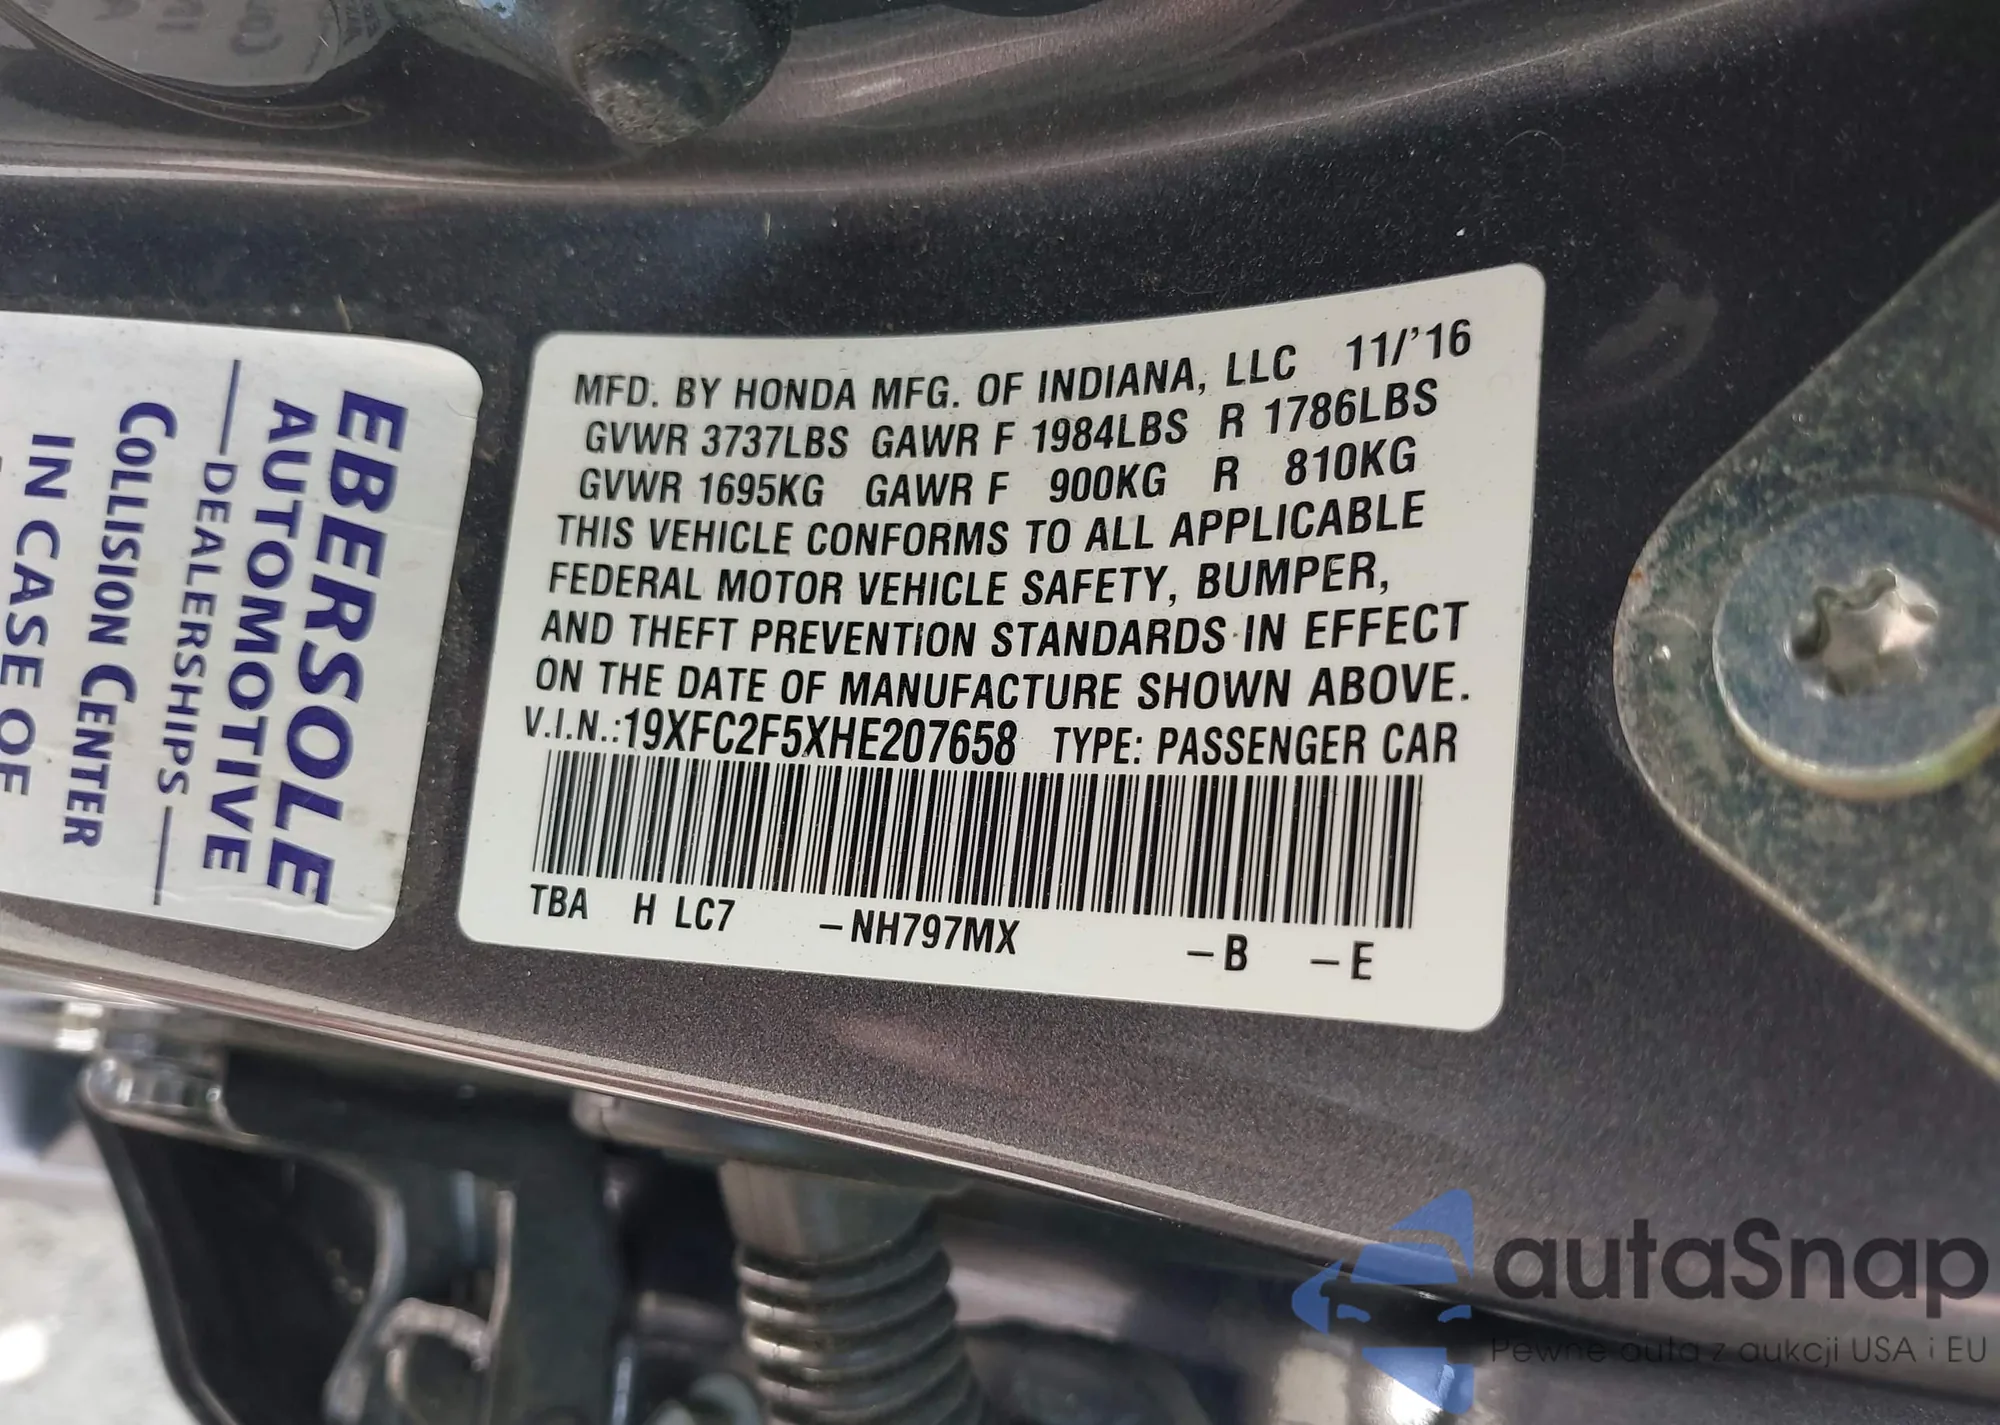 EBERSOLE
AUTOMOTIVE
DEALERSHIPS
COLLISION CENTER
IN CASE OF
MFD. BY HONDA MFG. OF INDIANA, LLC 11/'16
GVWR 3737LBS GAWR F 1984LBS R 1786LBS
GVWR 1695KG GAWR F 900KG R 810KG
THIS VEHICLE CONFORMS TO ALL APPLICABLE
FEDERAL MOTOR VEHICLE SAFETY, BUMPER,
AND THEFT PREVENTION STANDARDS IN EFFECT
ON THE DATE OF MANUFACTURE SHOWN ABOVE.
V.I.N.:19XFC2F5XHE207658 TYPE: PASSENGER CAR
TBA H LC7 –NH797MX –B –E
autaSnap
Pewne auta z aukcji USA i EU